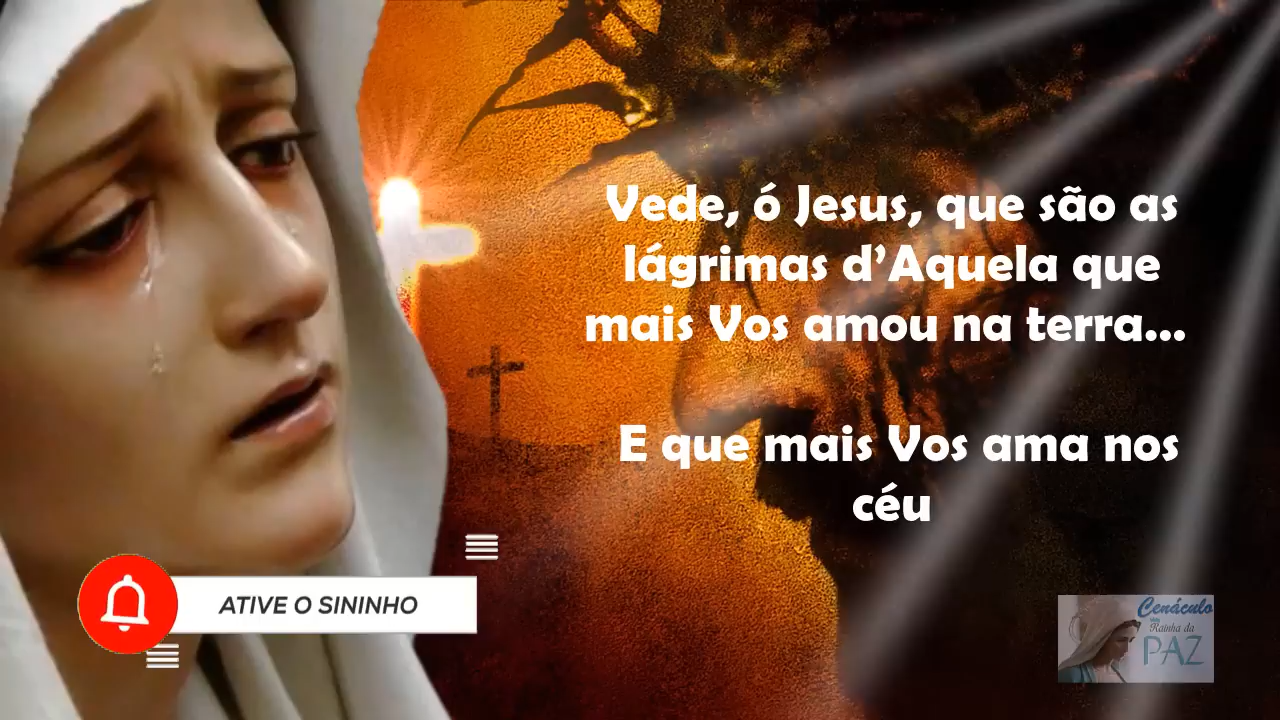 Vede, ó Jesus, que são as
lágrimas d’Aquela que
mais Vos amou na terra...
E que mais Vos ama nos
céu
ATIVE O SININHO
Cenáculo
Rainha da
PAZ